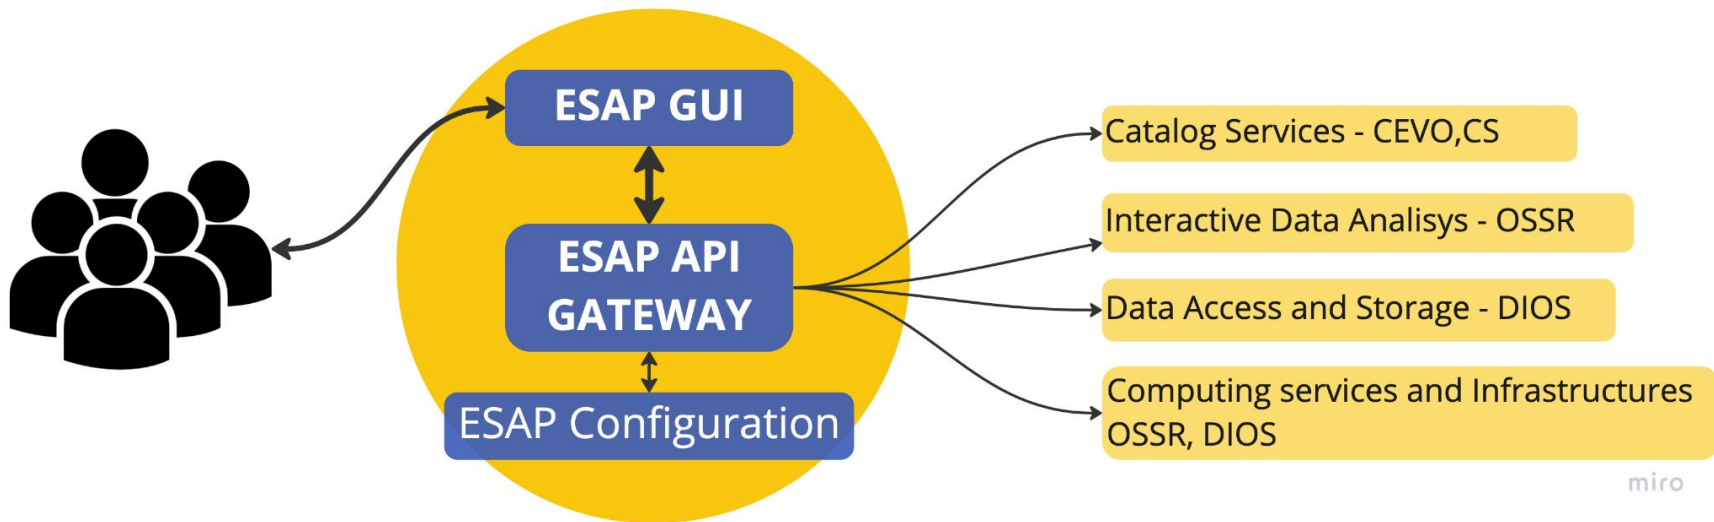 ESAP GUI
ESAP API
GATEWAY
ESAP Configuration
Catalog Services - CEVO,CS
Interactive Data Analisys - OSSR
Data Access and Storage - DIOS
Computing services and Infrastructures
OSSR, DIOS
miro